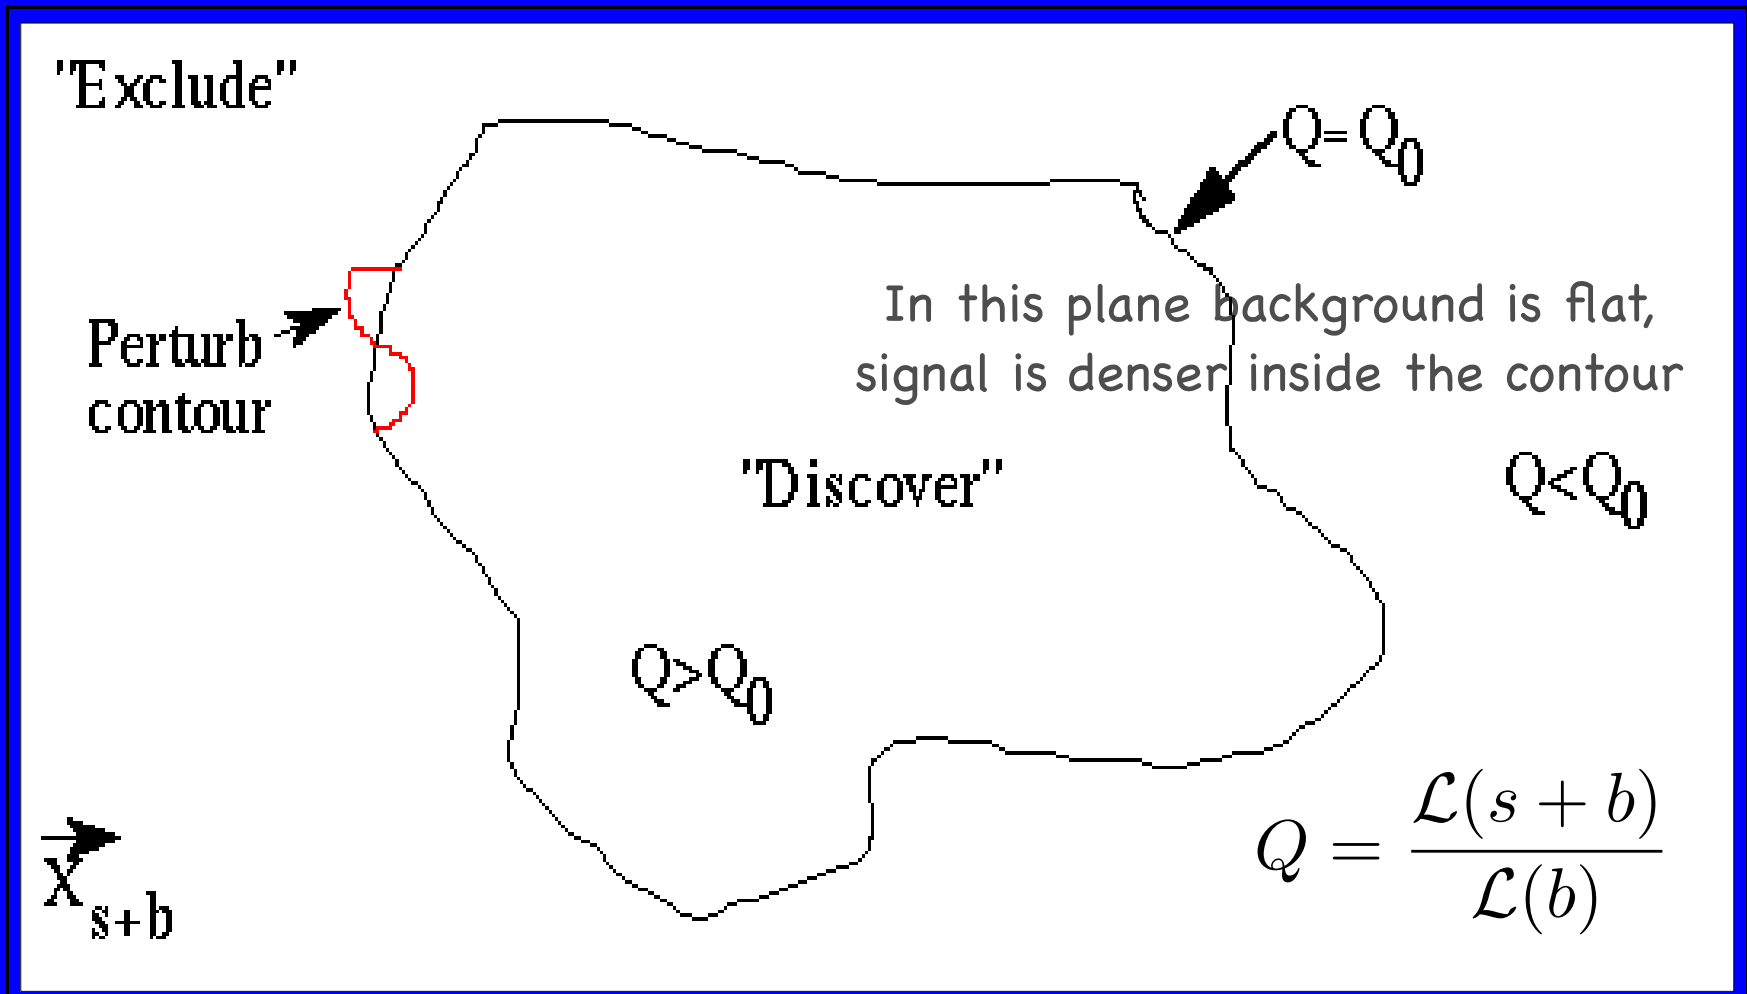 "Exclude"
Q= Q0
In this plane background is flat,
signal is denser inside the contour
Perturb
contour
"Discover"
Q<Q0
Q>Q0
X s+b
Q = ℒ(s + b) / ℒ(b)